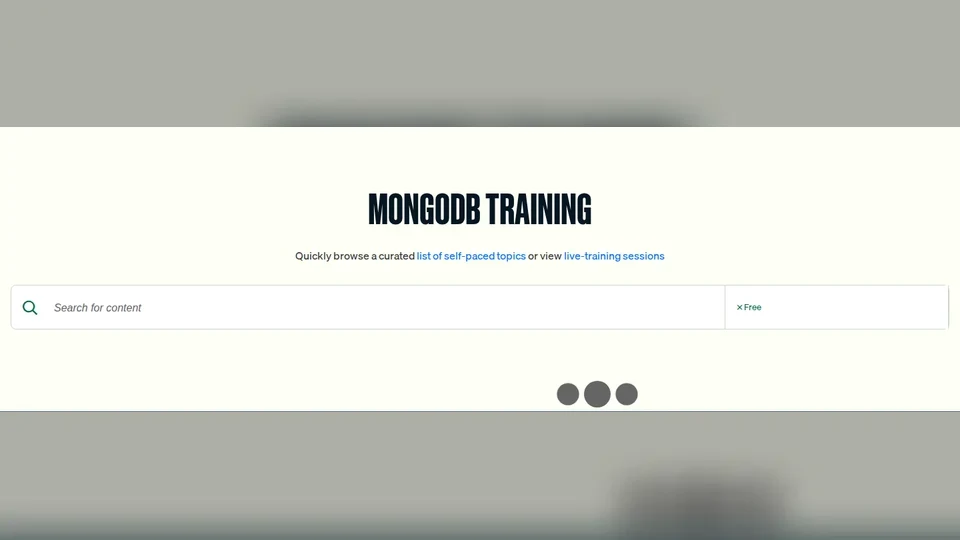 MONGODB TRAINING
Quickly browse a curated list of self-paced topics or view live-training sessions
Search for content
× Free